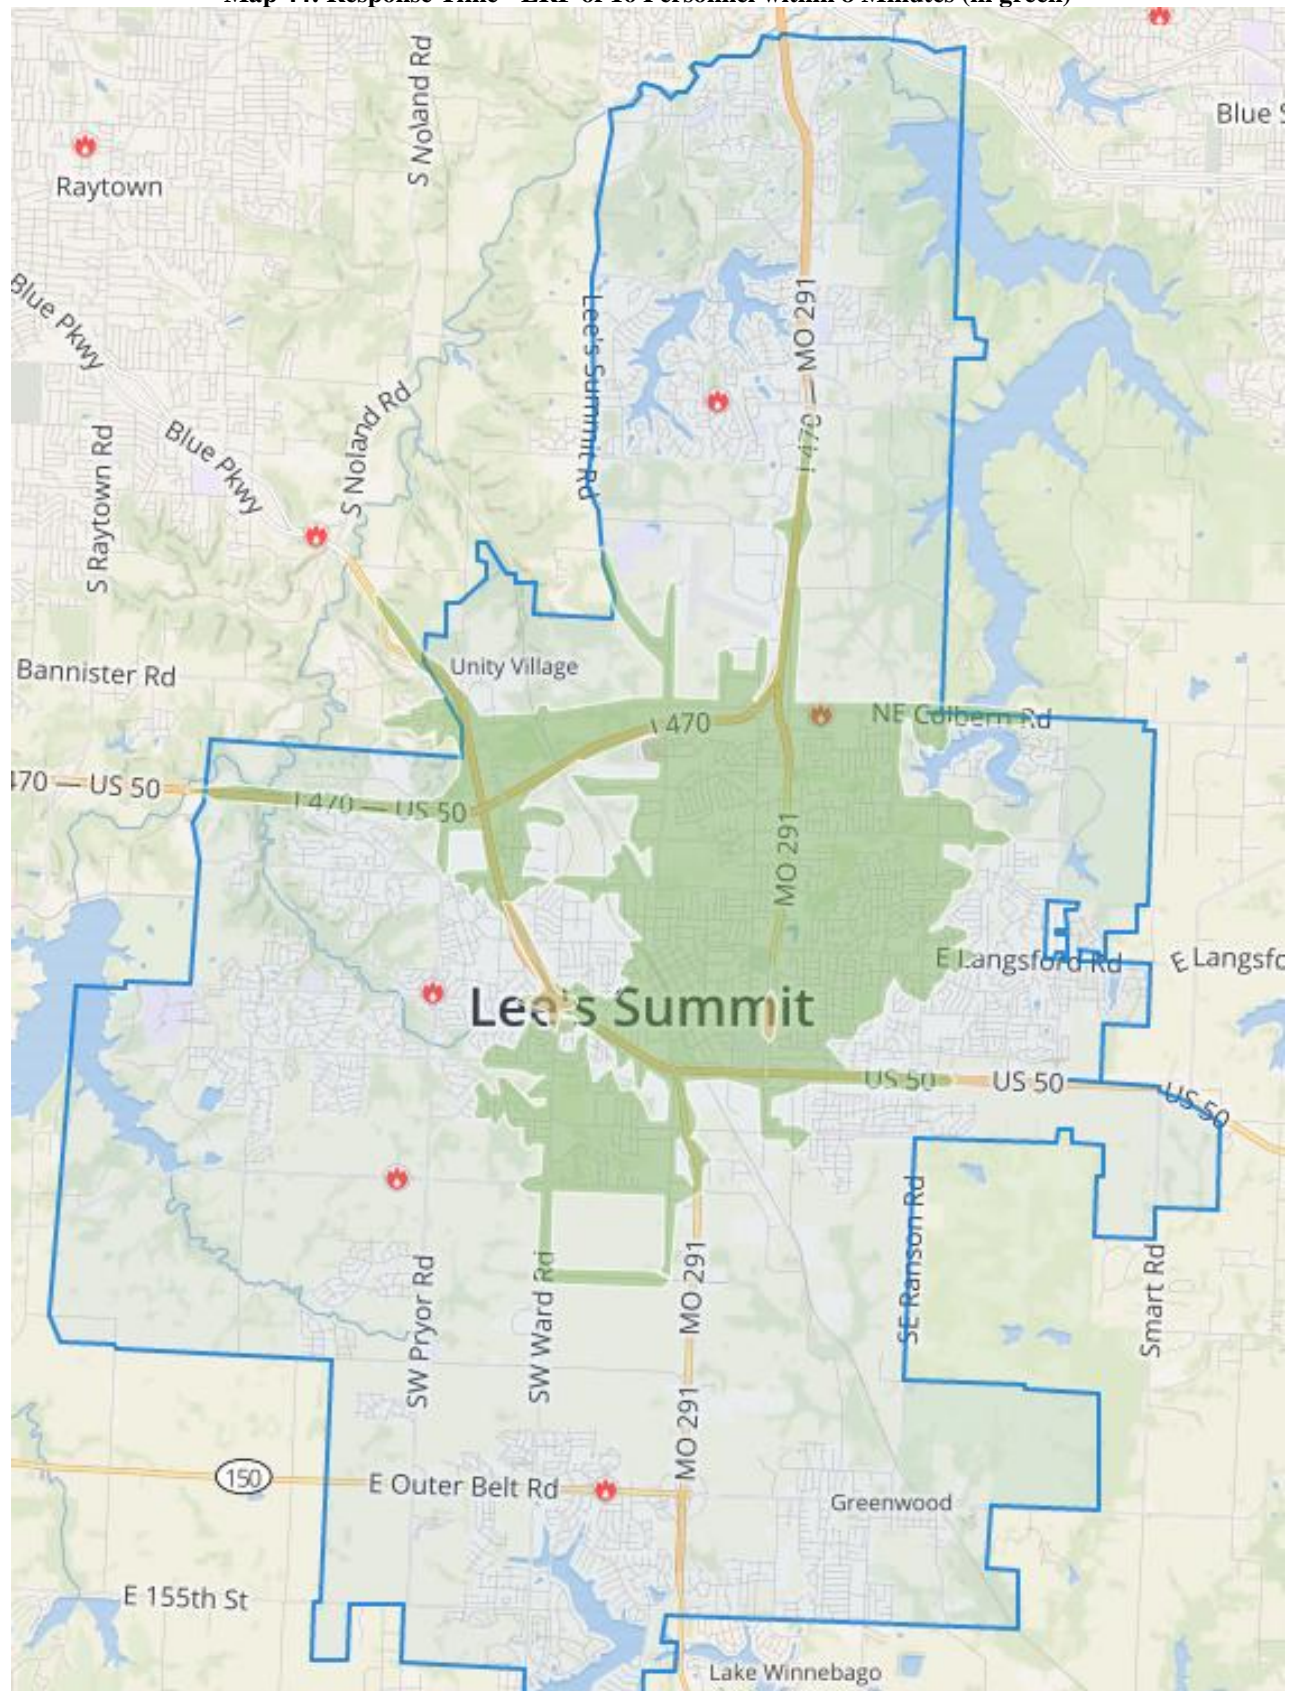 S Noland Rd
Blue
Raytown
Blue Pkwy
Lee's Summit Rd
MO 291
I 470
S Noland Rd
Blue Pkwy
S Raytown Rd
Unity Village
Bannister Rd
NE Colbern Rd
I 470
470 — US 50
I 470 — US 50
MO 291
E Langsford Rd
E Langsfo
Lee's Summit
US 50
US 50
US 50
SE Ranson Rd
SW Pryor Rd
SW Ward Rd
MO 291
Smart Rd
MO 291
150
E Outer Belt Rd
Greenwood
E 155th St
Lake Winnebago